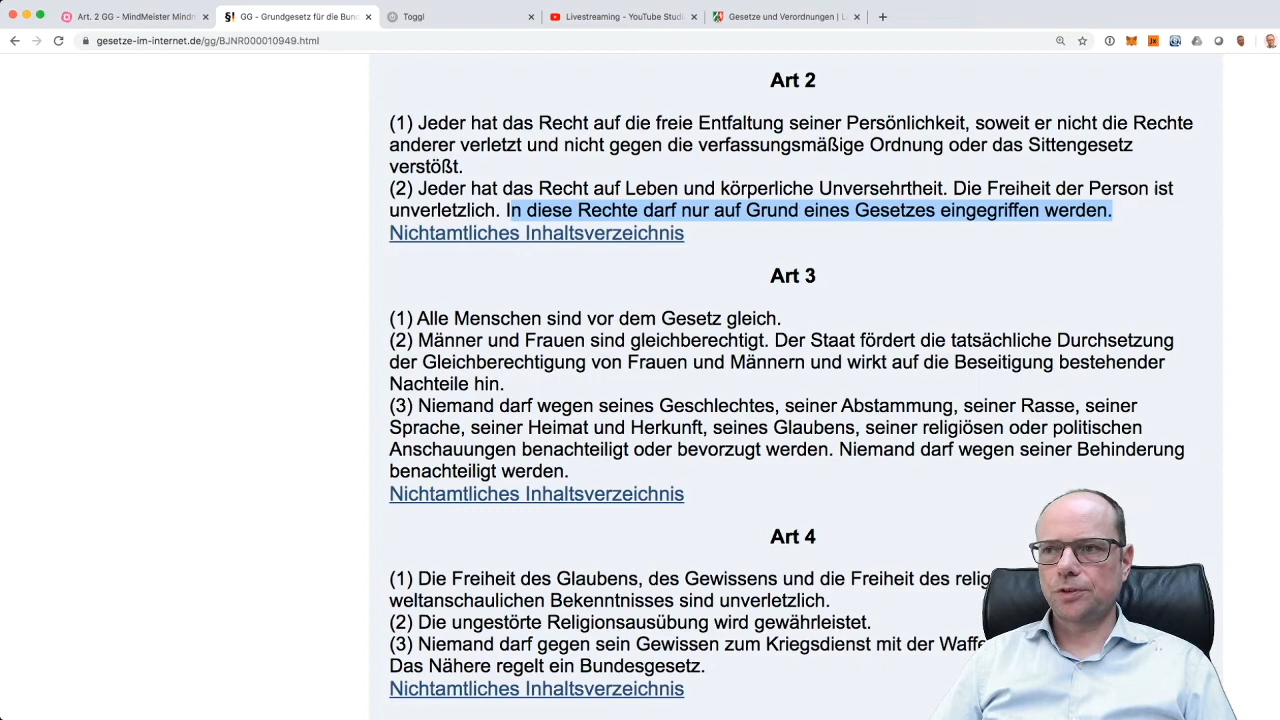 Art. 2 GG - MindMeister Mindm
GG - Grundgesetz für die Bund
Toggl
Livestreaming - YouTube Studi
Gesetze und Verordnungen | L
gesetze-im-internet.de/gg/BJNR000010949.html
Art 2
(1) Jeder hat das Recht auf die freie Entfaltung seiner Persönlichkeit, soweit er nicht die Rechte
anderer verletzt und nicht gegen die verfassungsmäßige Ordnung oder das Sittengesetz
verstößt.
(2) Jeder hat das Recht auf Leben und körperliche Unversehrtheit. Die Freiheit der Person ist
unverletzlich. In diese Rechte darf nur auf Grund eines Gesetzes eingegriffen werden.
Nichtamtliches Inhaltsverzeichnis
Art 3
(1) Alle Menschen sind vor dem Gesetz gleich.
(2) Männer und Frauen sind gleichberechtigt. Der Staat fördert die tatsächliche Durchsetzung
der Gleichberechtigung von Frauen und Männern und wirkt auf die Beseitigung bestehender
Nachteile hin.
(3) Niemand darf wegen seines Geschlechtes, seiner Abstammung, seiner Rasse, seiner
Sprache, seiner Heimat und Herkunft, seines Glaubens, seiner religiösen oder politischen
Anschauungen benachteiligt oder bevorzugt werden. Niemand darf wegen seiner Behinderung
benachteiligt werden.
Nichtamtliches Inhaltsverzeichnis
Art 4
(1) Die Freiheit des Glaubens, des Gewissens und die Freiheit des relig
weltanschaulichen Bekenntnisses sind unverletzlich.
(2) Die ungestörte Religionsausübung wird gewährleistet.
(3) Niemand darf gegen sein Gewissen zum Kriegsdienst mit der Waffe
Das Nähere regelt ein Bundesgesetz.
Nichtamtliches Inhaltsverzeichnis